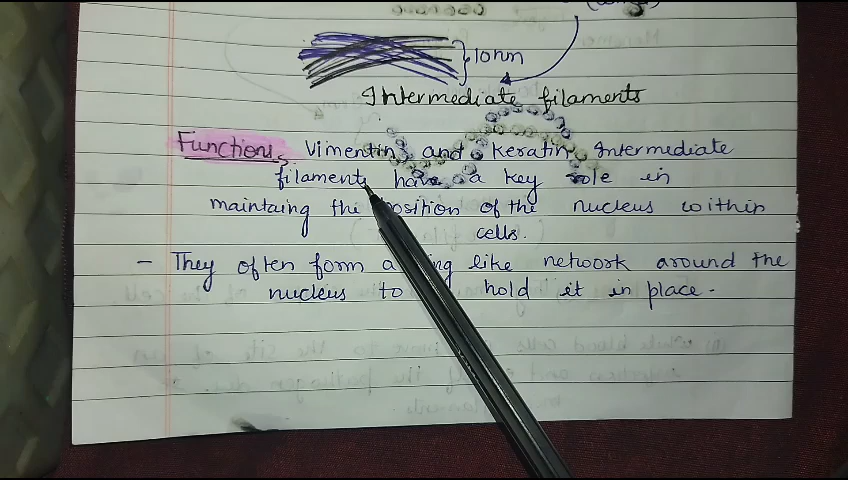 10nm
Intermediate filaments
Functions Vimentin and keratin Intermediate
filaments have a key role in
maintaing the position of the nucleus within
cells.
- They often form a ring like network around the
nucleus to hold it in place.